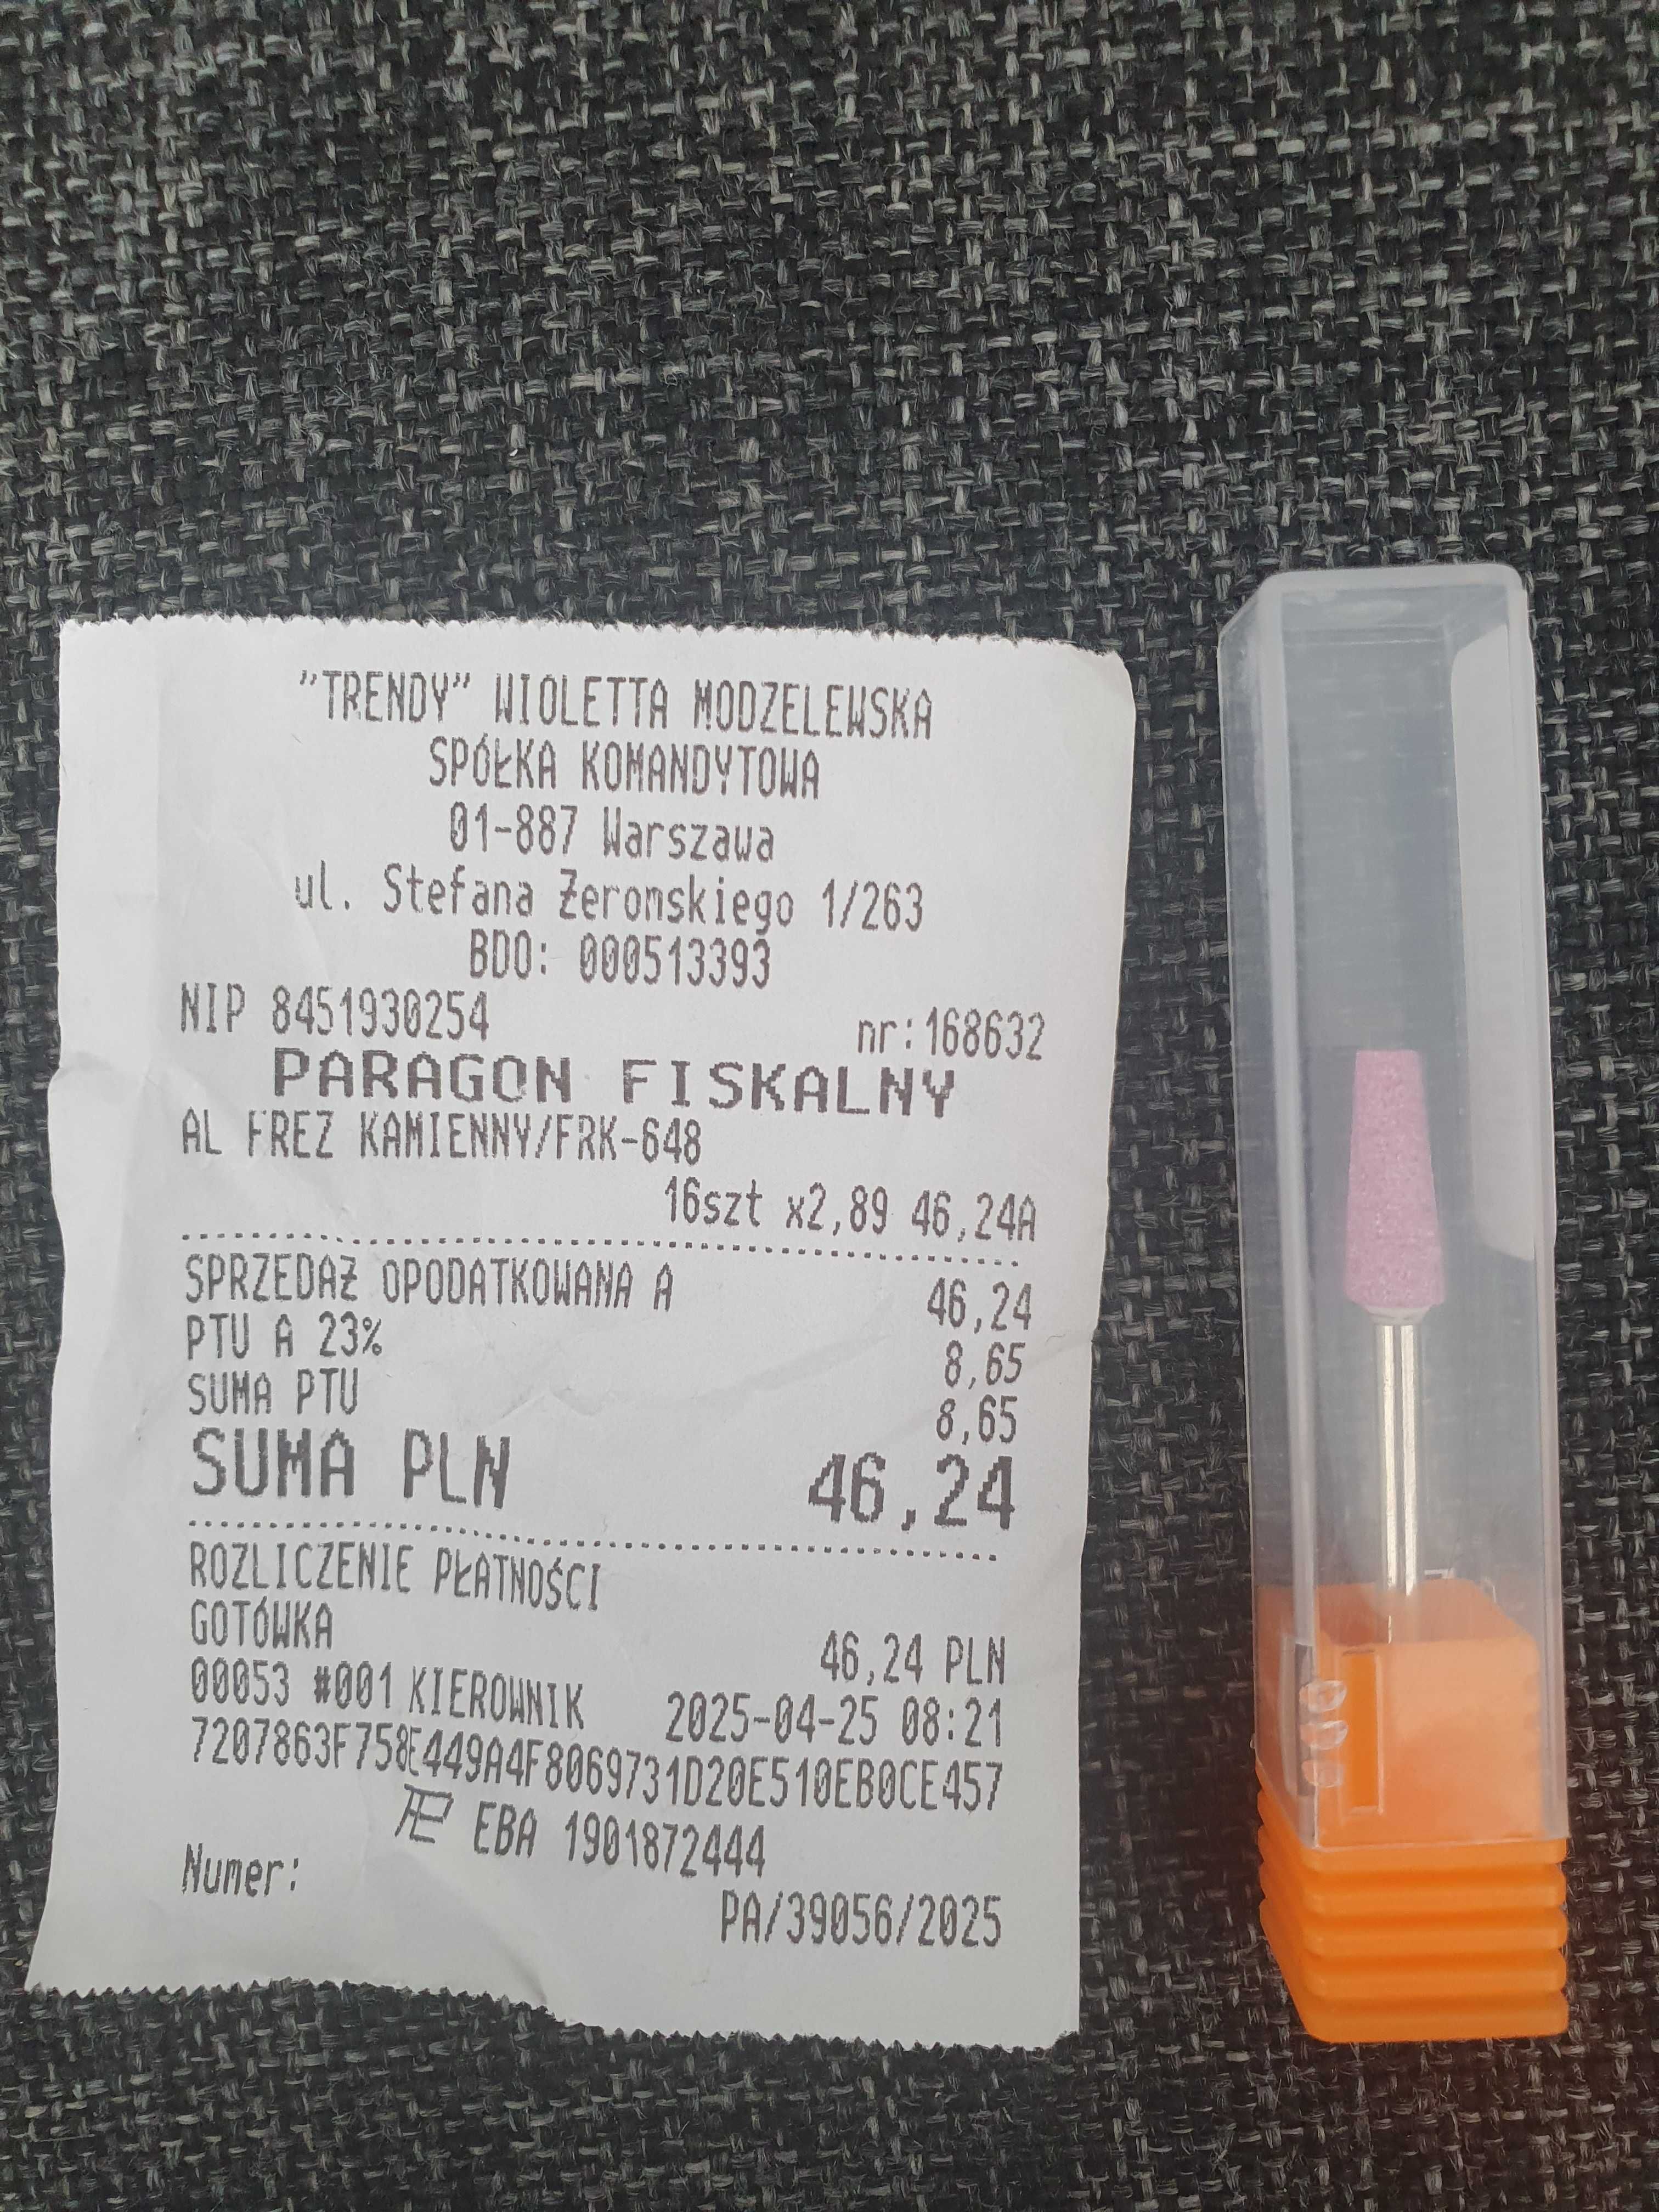 "TRENDY" WIOLETTA MODZELEWSKA
SPÓŁKA KOMANDYTOWA
01-887 Warszawa
ul. Stefana Żeromskiego 1/263
BDO: 000513393
NIP 8451930254 nr:168632
PARAGON FISKALNY
AL FREZ KAMIENNY/FRK-648
16szt x2,89 46,24A
SPRZEDAŻ OPODATKOWANA A 46,24
PTU A 23% 8,65
SUMA PTU 8,65
SUMA PLN 46,24
ROZLICZENIE PŁATNOŚCI
GOTÓWKA 46,24 PLN
00053 #001 KIEROWNIK 2025-04-25 08:21
7207863F758E449A4F8069731D20E510EB0CE457
EBA 1901872444
Numer: PA/39056/2025